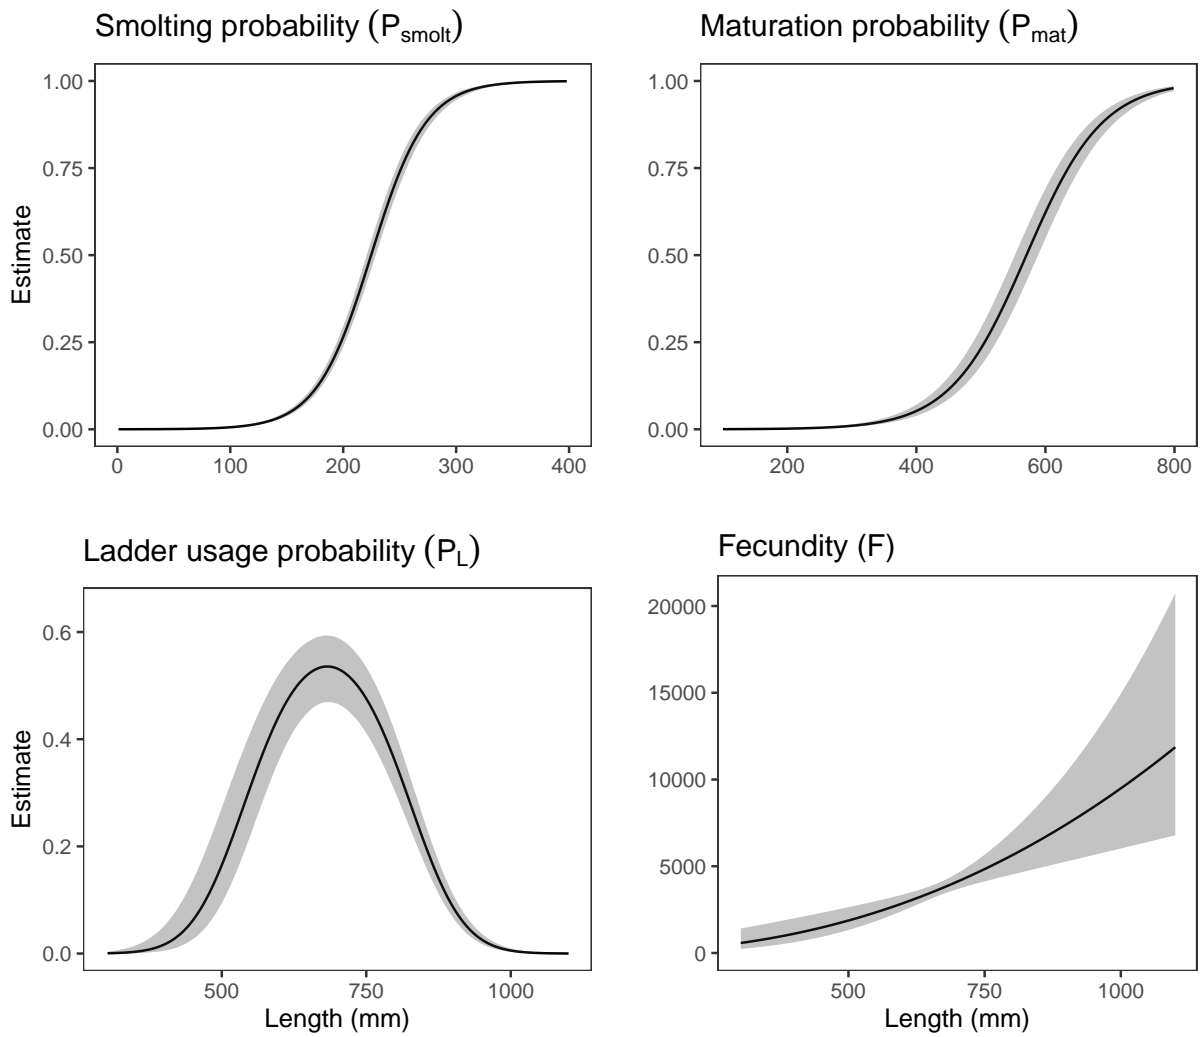 Smolting probability (Psmolt)
Maturation probability (Pmat)
Estimate
1.00
0.75
0.50
0.25
0.00
0 100 200 300 400
1.00
0.75
0.50
0.25
0.00
200 400 600 800
Ladder usage probability (PL)
Fecundity (F)
Estimate
0.6
0.4
0.2
0.0
500 750 1000
Length (mm)
20000
15000
10000
5000
0
500 750 1000
Length (mm)